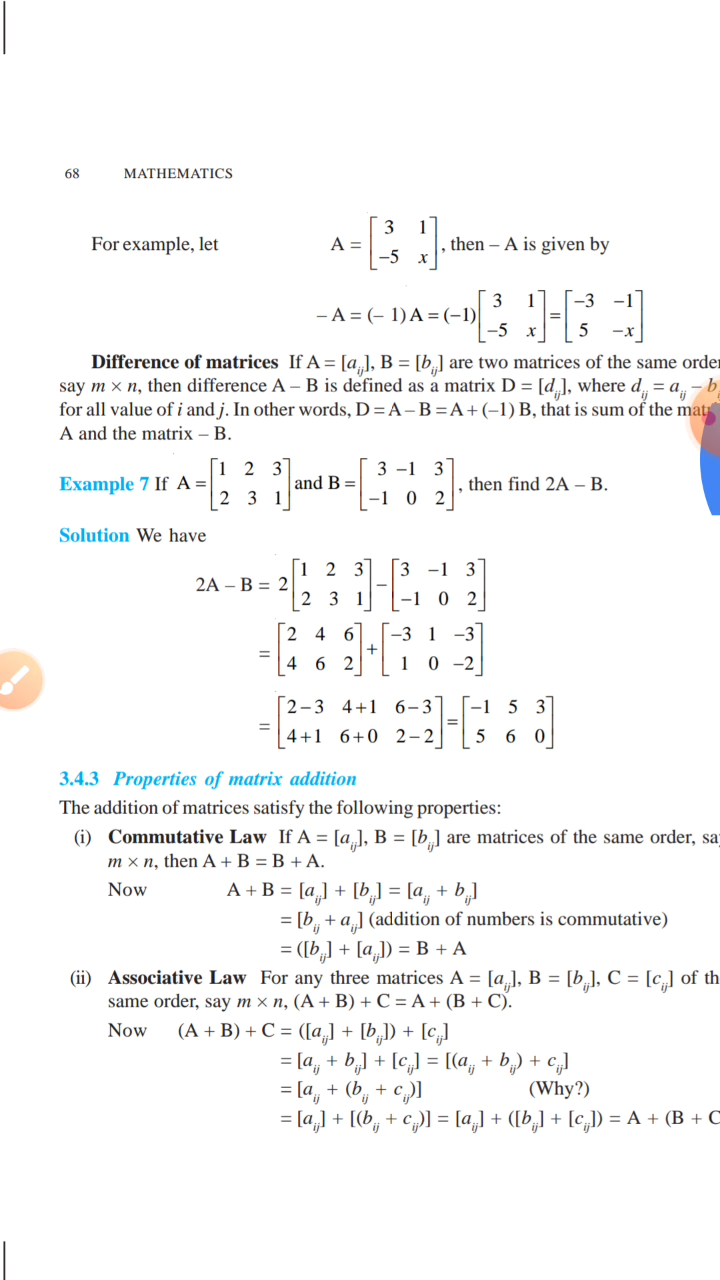 68 MATHEMATICS
For example, let A = [3 1; –5 x], then – A is given by
– A = (– 1) A = (–1) [3 1; –5 x] = [–3 –1; 5 –x]
Difference of matrices If A = [aij], B = [bij] are two matrices of the same order
say m × n, then difference A – B is defined as a matrix D = [dij], where dij = aij – b
for all value of i and j. In other words, D = A – B = A + (–1) B, that is sum of the
A and the matrix – B.
Example 7 If A = [1 2 3; 2 3 1] and B = [3 –1 3; –1 0 2], then find 2A – B.
Solution We have
2A – B = 2 [1 2 3; 2 3 1] – [3 –1 3; –1 0 2]
= [2 4 6; 4 6 2] + [–3 1 –3; 1 0 –2]
= [2–3 4+1 6–3; 4+1 6+0 2–2] = [–1 5 3; 5 6 0]
3.4.3 Properties of matrix addition
The addition of matrices satisfy the following properties:
(i) Commutative Law If A = [aij], B = [bij] are matrices of the same order, sa
m × n, then A + B = B + A.
Now A + B = [aij] + [bij] = [aij + bij]
= [bij + aij] (addition of numbers is commutative)
= ([bij] + [aij]) = B + A
(ii) Associative Law For any three matrices A = [aij], B = [bij], C = [cij] of th
same order, say m × n, (A + B) + C = A + (B + C).
Now (A + B) + C = ([aij] + [bij]) + [cij]
= [aij + bij] + [cij] = [(aij + bij) + cij]
= [aij + (bij + cij)] (Why?)
= [aij] + [(bij + cij)] = [aij] + ([bij] + [cij]) = A + (B + C